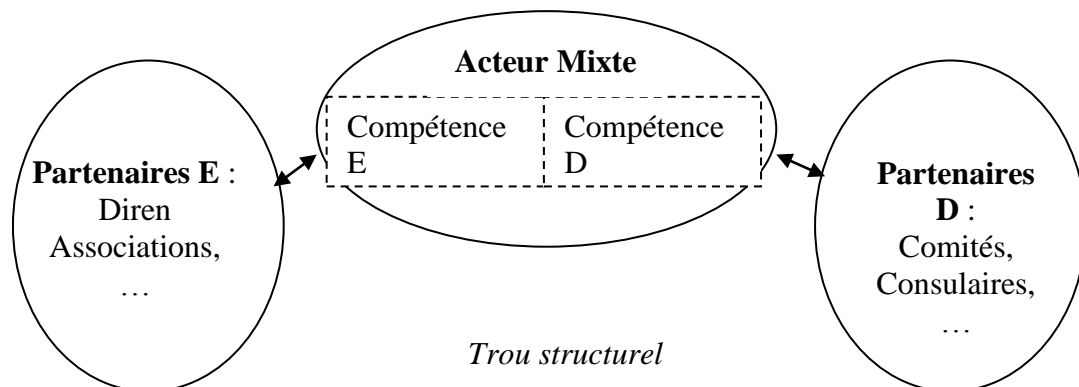 Acteur Mixte
Compétence
E
Compétence
D
Partenaires E :
Diren
Associations,
…
Partenaires
D :
Comités,
Consulaires,
…
Trou structurel